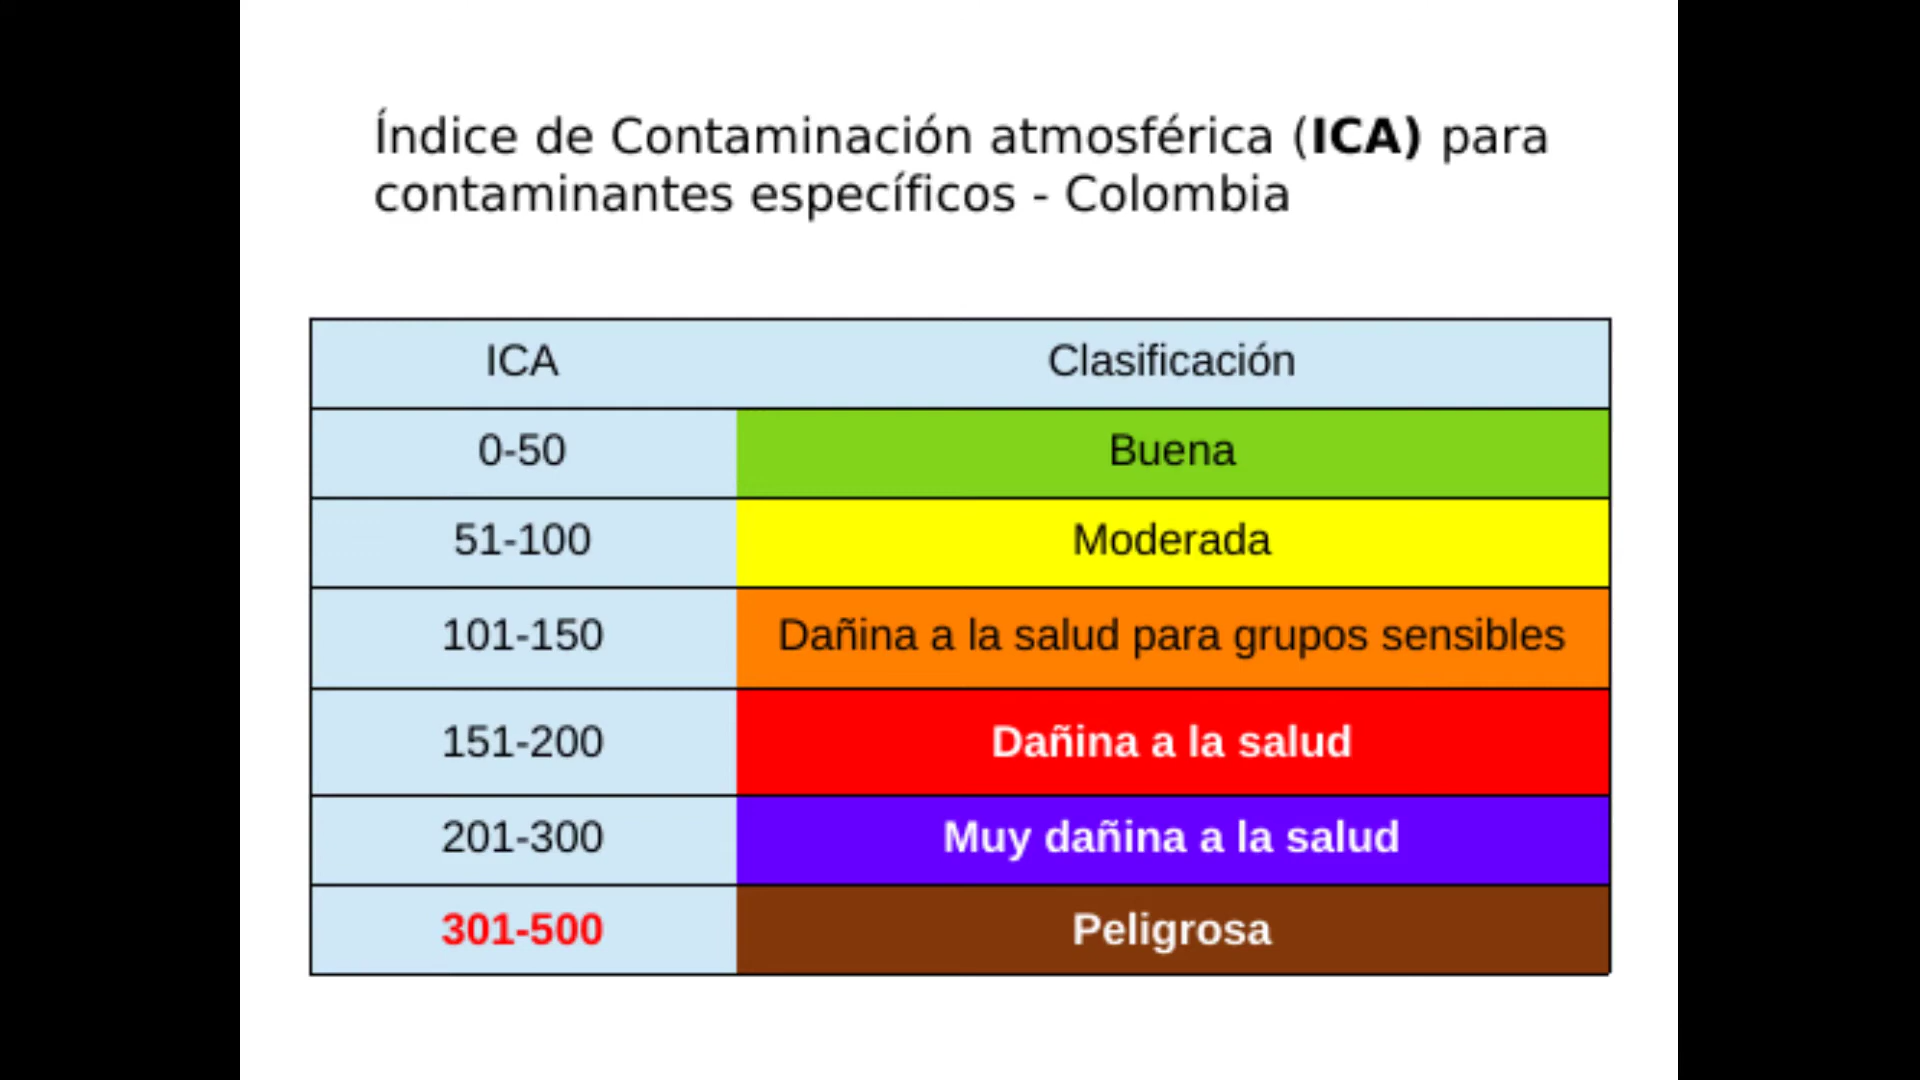 Índice de Contaminación atmosférica (ICA) para
contaminantes específicos - Colombia
ICA Clasificación
0-50 Buena
51-100 Moderada
101-150 Dañina a la salud para grupos sensibles
151-200 Dañina a la salud
201-300 Muy dañina a la salud
301-500 Peligrosa